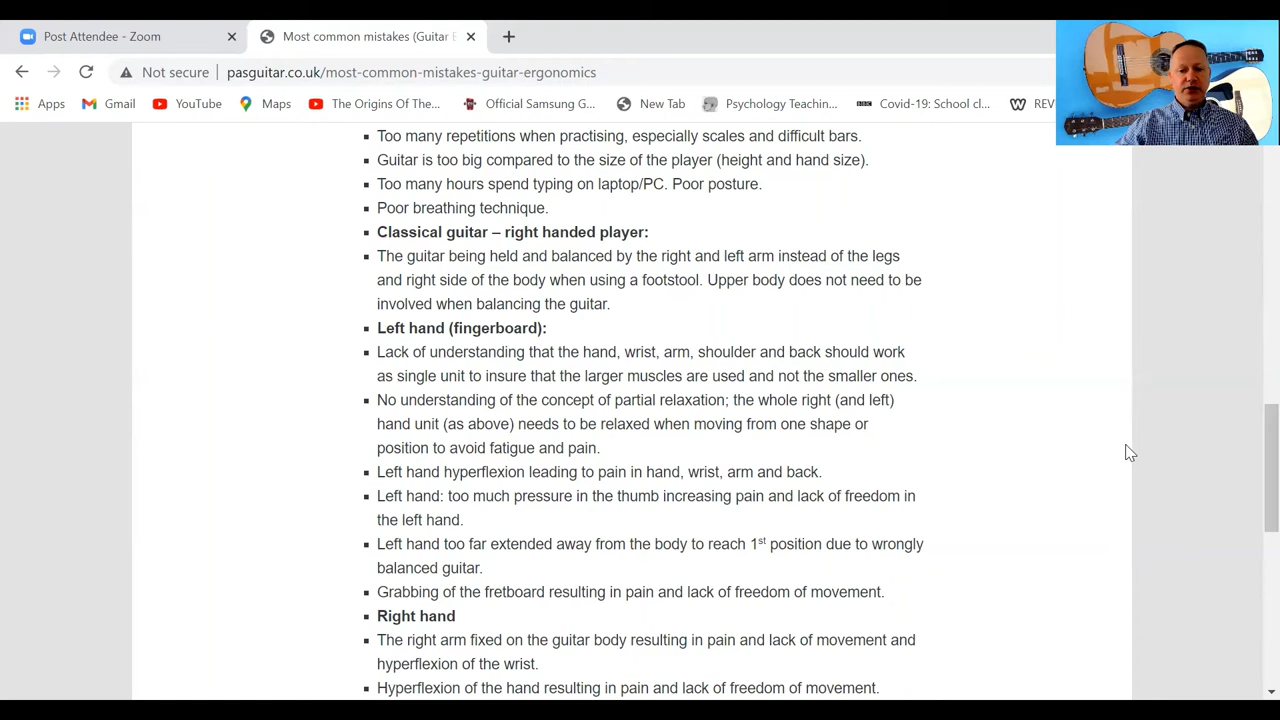 Post Attendee - Zoom
Most common mistakes (Guitar E
Not secure
pasguitar.co.uk/most-common-mistakes-guitar-ergonomics
Apps
Gmail
YouTube
Maps
The Origins Of The...
Official Samsung G...
New Tab
Psychology Teachin...
BBC
Covid-19: School cl...
REV
Too many repetitions when practising, especially scales and difficult bars.
Guitar is too big compared to the size of the player (height and hand size).
Too many hours spend typing on laptop/PC. Poor posture.
Poor breathing technique.
Classical guitar – right handed player:
The guitar being held and balanced by the right and left arm instead of the legs
and right side of the body when using a footstool. Upper body does not need to be
involved when balancing the guitar.
Left hand (fingerboard):
Lack of understanding that the hand, wrist, arm, shoulder and back should work
as single unit to insure that the larger muscles are used and not the smaller ones.
No understanding of the concept of partial relaxation; the whole right (and left)
hand unit (as above) needs to be relaxed when moving from one shape or
position to avoid fatigue and pain.
Left hand hyperflexion leading to pain in hand, wrist, arm and back.
Left hand: too much pressure in the thumb increasing pain and lack of freedom in
the left hand.
Left hand too far extended away from the body to reach 1st position due to wrongly
balanced guitar.
Grabbing of the fretboard resulting in pain and lack of freedom of movement.
Right hand
The right arm fixed on the guitar body resulting in pain and lack of movement and
hyperflexion of the wrist.
Hyperflexion of the hand resulting in pain and lack of freedom of movement.